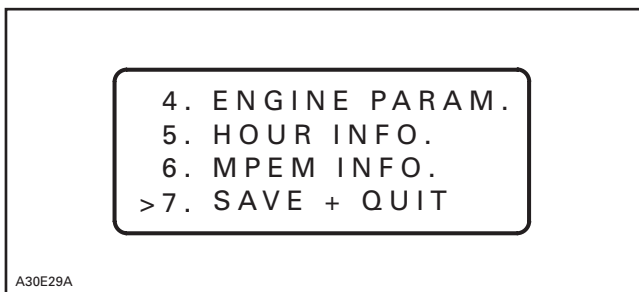 4. ENGINE PARAM.
5. HOUR INFO.
6. MPEM INFO.
>7. SAVE + QUIT
A30E29A